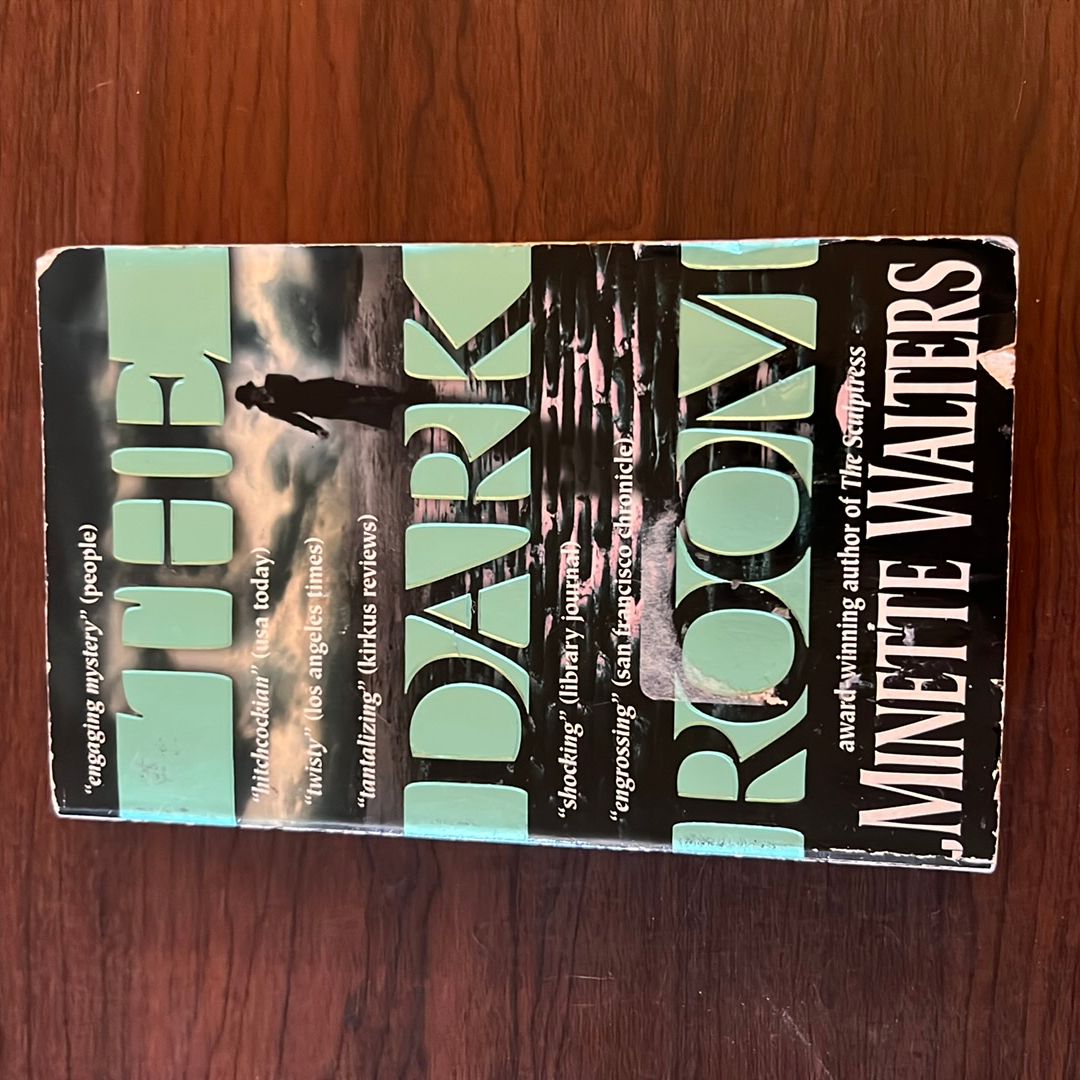 "engaging mystery" (people)
THE
"hitchcockian" (usa today)
"twisty" (los angeles times)
"tantalizing" (kirkus reviews)
DARK
"shocking" (library journal)
"engrossing" (san francisco chronicle)
ROOM
award-winning author of The Sculptress
MINETTE WALTERS